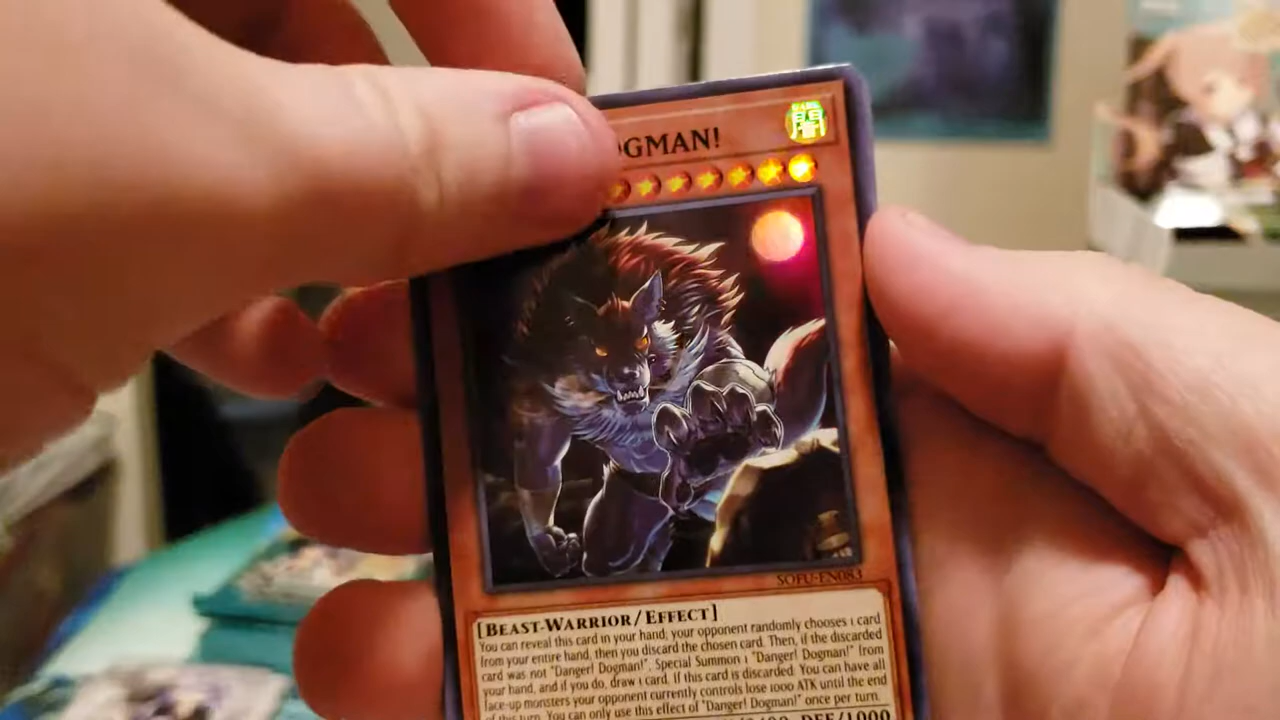 DARK
闇
OGMAN!
SOFU-EN083
[BEAST-WARRIOR/EFFECT]
You can reveal this card in your hand; your opponent randomly chooses 1 card
from your entire hand, then you discard the chosen card. Then, if the discarded
card was not "Danger! Dogman!", Special Summon 1 "Danger! Dogman!" from
your hand, and if you do, draw 1 card. If this card is discarded: You can have all
face-up monsters your opponent currently controls lose 1000 ATK until the end
of this turn. You can only use this effect of "Danger! Dogman!" once per turn.
/2400 DEF/1000